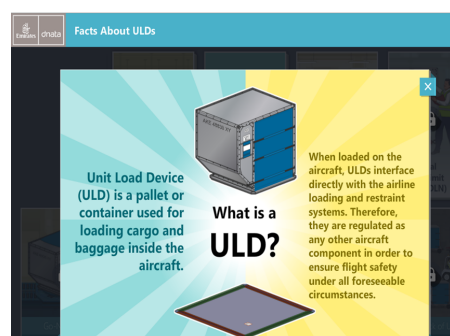 Emirates dnata Facts About ULDs
Unit Load Device
(ULD) is a pallet or
container used for
loading cargo and
baggage inside the
aircraft.
What is a
ULD?
When loaded on the
aircraft, ULDs interface
directly with the airline
loading and restraint
systems. Therefore,
they are regulated as
any other aircraft
component in order to
ensure flight safety
under all foreseeable
circumstances.